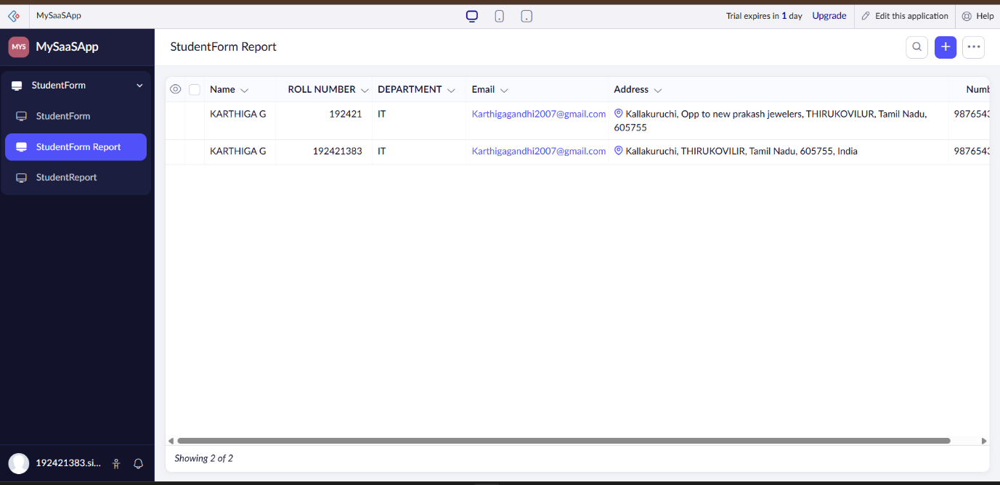 MySaaSApp
Trial expires in 1 day Upgrade Edit this application Help
MYS MySaaSApp
StudentForm
StudentForm
StudentForm Report
StudentReport
192421383.si...
StudentForm Report
Name ROLL NUMBER DEPARTMENT Email Address Numb
KARTHIGA G 192421 IT Karthigagandhi2007@gmail.com Kallakuruchi, Opp to new prakash jewelers, THIRUKOVILUR, Tamil Nadu, 9876543
605755
KARTHIGA G 192421383 IT Karthigagandhi2007@gmail.com Kallakuruchi, THIRUKOVILIR, Tamil Nadu, 605755, India 9876543
Showing 2 of 2